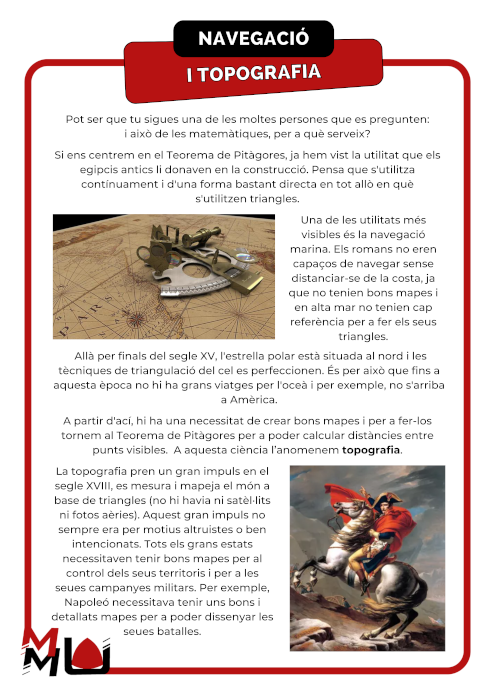 NAVEGACIÓ
I TOPOGRAFIA
Pot ser que tu sigues una de les moltes persones que es pregunten:
i això de les matemàtiques, per a què serveix?
Si ens centrem en el Teorema de Pitàgores, ja hem vist la utilitat que els
egipcis antics li donaven en la construcció. Pensa que s'utilitza
contínuament i d'una forma bastant directa en tot allò en què
s'utilitzen triangles.
Una de les utilitats més
visibles és la navegació
marina. Els romans no eren
capaços de navegar sense
distanciar-se de la costa, ja
que no tenien bons mapes i
en alta mar no tenien cap
referència per a fer els seus
triangles.
PARS
Allà per finals del segle XV, l'estrella polar està situada al nord i les
tècniques de triangulació del cel es perfeccionen. És per això que fins a
aquesta època no hi ha grans viatges per l'oceà i per exemple, no s'arriba
a Amèrica.
A partir d'ací, hi ha una necessitat de crear bons mapes i per a fer-los
tornem al Teorema de Pitàgores per a poder calcular distàncies entre
punts visibles. A aquesta ciència l'anomenem topografia.
La topografia pren un gran impuls en el
segle XVIII, es mesura i mapeja el món a
base de triangles (no hi havia ni satèl·lits
ni fotos aèries). Aquest gran impuls no
sempre era per motius altruistes o ben
intencionats. Tots els grans estats
necessitaven tenir bons mapes per al
control dels seus territoris i per a les
seues campanyes militars. Per exemple,
Napoleó necessitava tenir uns bons i
detallats mapes per a poder dissenyar les
seues batalles.
MMU